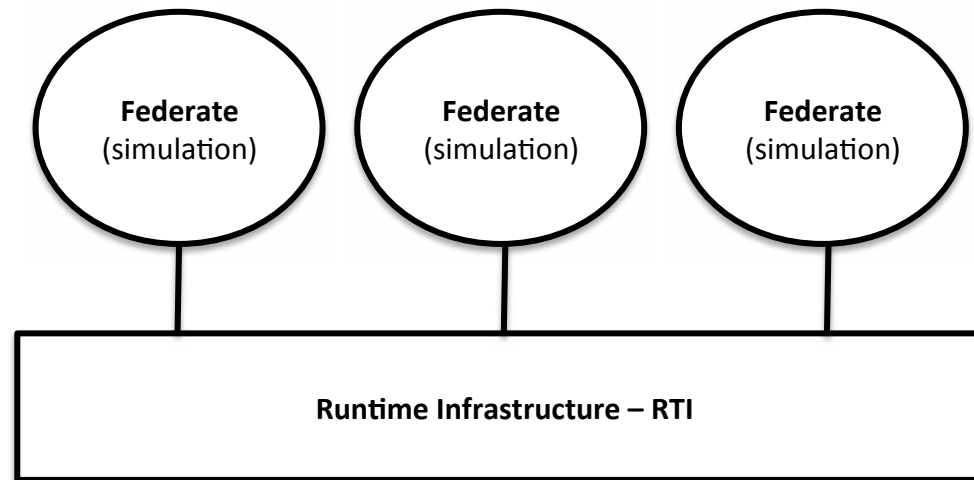 Federate
(simulation)
Federate
(simulation)
Federate
(simulation)
Runtime Infrastructure – RTI